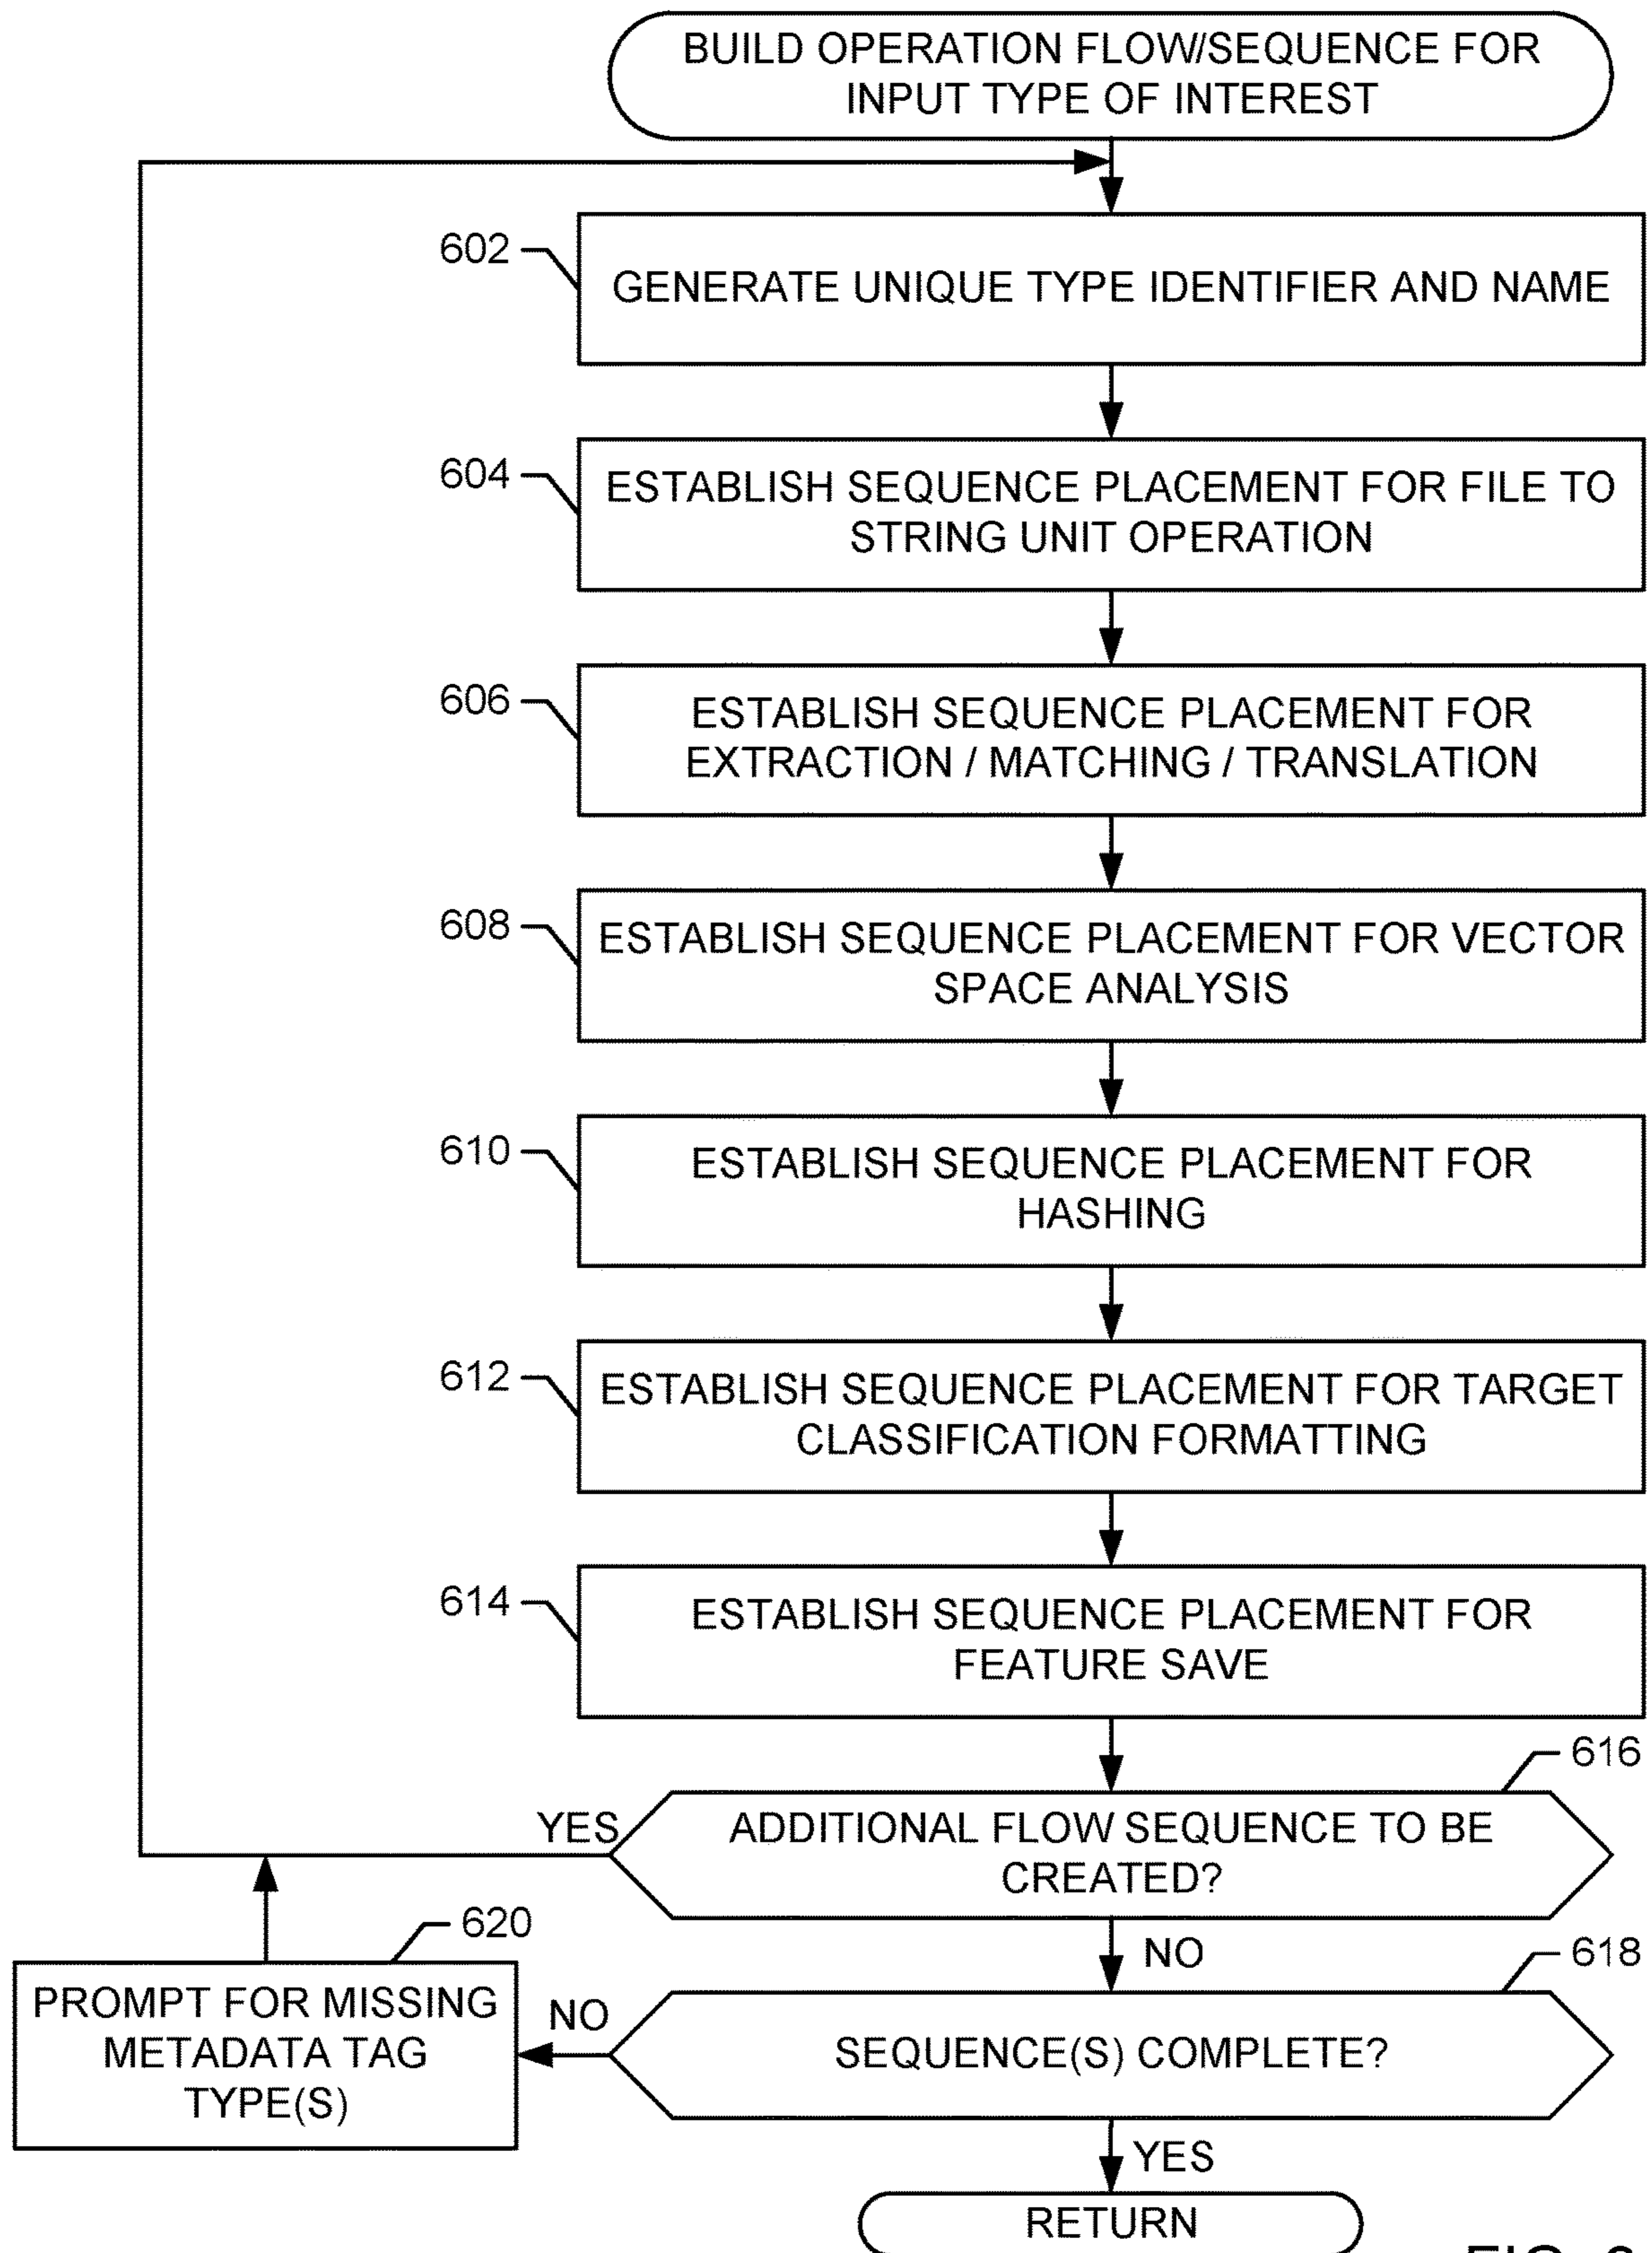 BUILD OPERATION FLOW/SEQUENCE FOR
INPUT TYPE OF INTEREST
602
GENERATE UNIQUE TYPE IDENTIFIER AND NAME
604
ESTABLISH SEQUENCE PLACEMENT FOR FILE TO
STRING UNIT OPERATION
606
ESTABLISH SEQUENCE PLACEMENT FOR
EXTRACTION / MATCHING / TRANSLATION
608
ESTABLISH SEQUENCE PLACEMENT FOR VECTOR
SPACE ANALYSIS
610
ESTABLISH SEQUENCE PLACEMENT FOR
HASHING
612
ESTABLISH SEQUENCE PLACEMENT FOR TARGET
CLASSIFICATION FORMATTING
614
ESTABLISH SEQUENCE PLACEMENT FOR
FEATURE SAVE
616
YES
ADDITIONAL FLOW SEQUENCE TO BE
CREATED?
620
NO
618
PROMPT FOR MISSING
METADATA TAG
TYPE(S)
NO
SEQUENCE(S) COMPLETE?
YES
RETURN